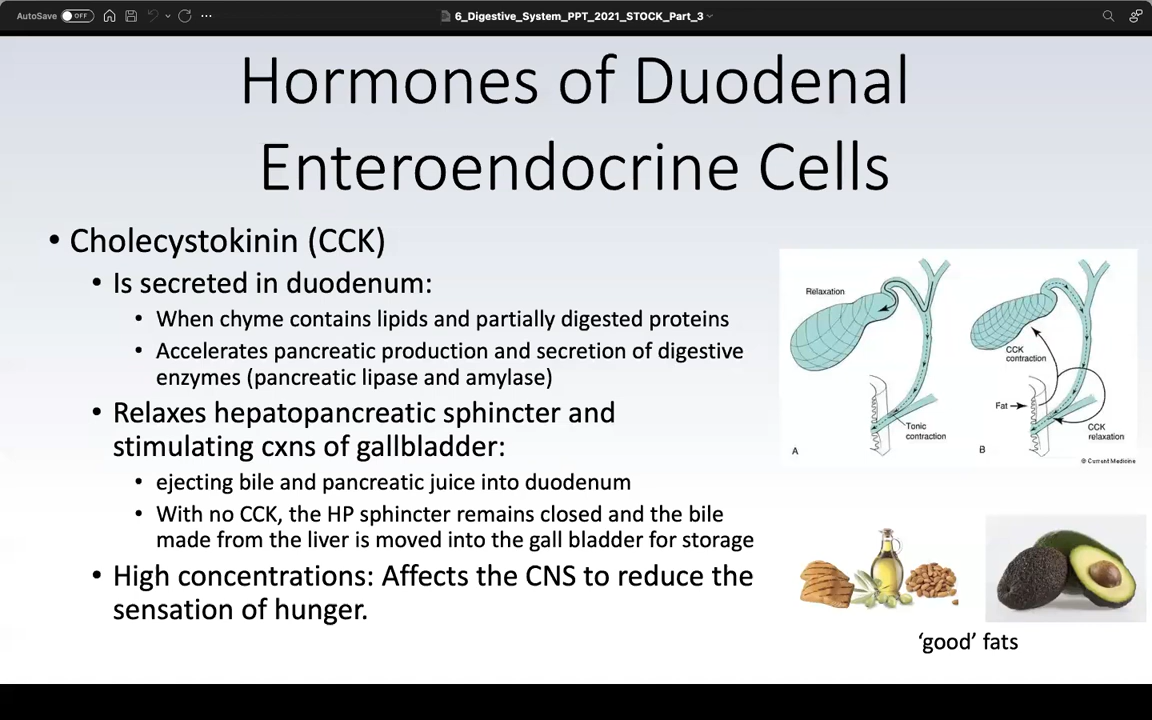 AutoSave OFF ... 6_Digestive_System_PPT_2021_STOCK_Part_3
Hormones of Duodenal
Enteroendocrine Cells
• Cholecystokinin (CCK)
• Is secreted in duodenum:
• When chyme contains lipids and partially digested proteins
• Accelerates pancreatic production and secretion of digestive
enzymes (pancreatic lipase and amylase)
• Relaxes hepatopancreatic sphincter and
stimulating cxns of gallbladder:
• ejecting bile and pancreatic juice into duodenum
• With no CCK, the HP sphincter remains closed and the bile
made from the liver is moved into the gall bladder for storage
• High concentrations: Affects the CNS to reduce the
sensation of hunger.
Relaxation
Tonic
contraction
A
CCK
contraction
Fat
CCK
relaxation
B
© Current Medicine
‘good’ fats